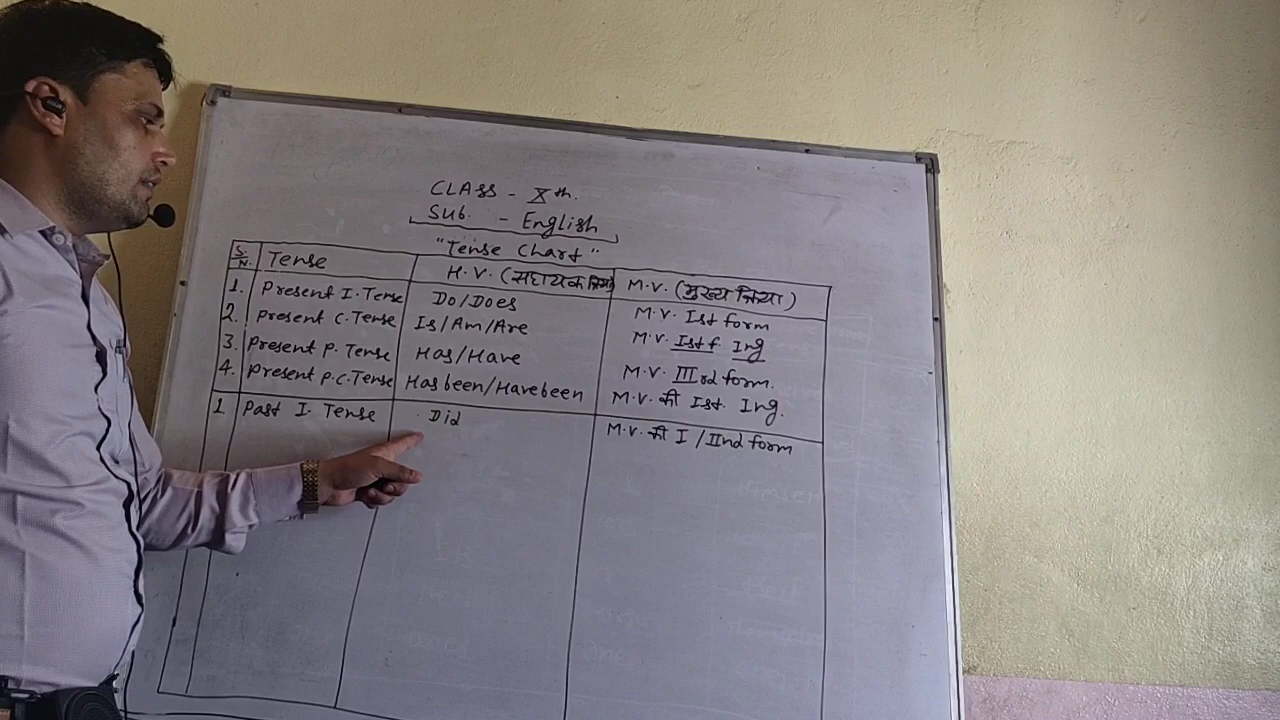 CLASS - Xth.
Sub. - English
"Tense Chart"
S.N. Tense H.V. (सहायक क्रिया) M.V. (मुख्य क्रिया)
1. Present I. Tense Do/Does M.V. Ist form
2. Present C. Tense Is/Am/Are M.V. Ist f. Ing
3. Present P. Tense Has/Have M.V. IIIrd form.
4. Present P.C. Tense Has been/Have been M.V. की Ist. Ing.
1 Past I. Tense Did M.V. की I / IInd form